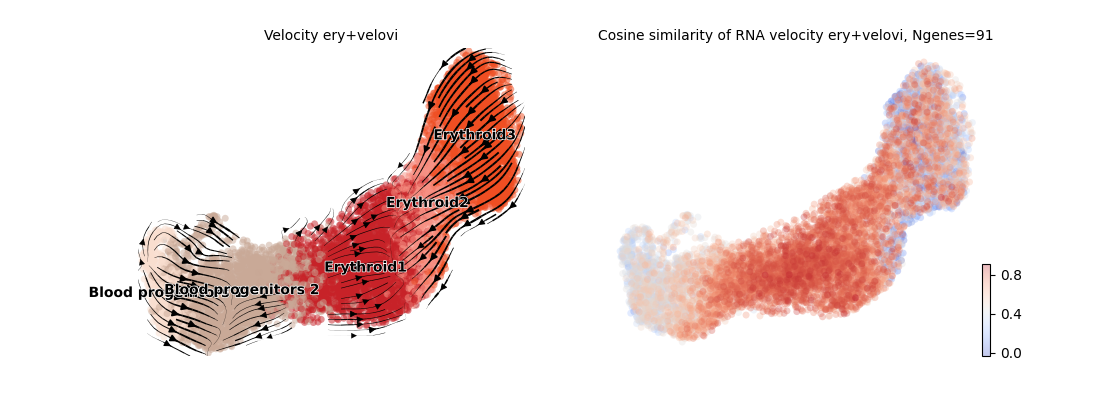 Velocity ery+velovi
Cosine similarity of RNA velocity ery+velovi, Ngenes=91
Erythroid3
Erythroid2
Erythroid1
Blood progenitors 2
0.8
0.4
0.0